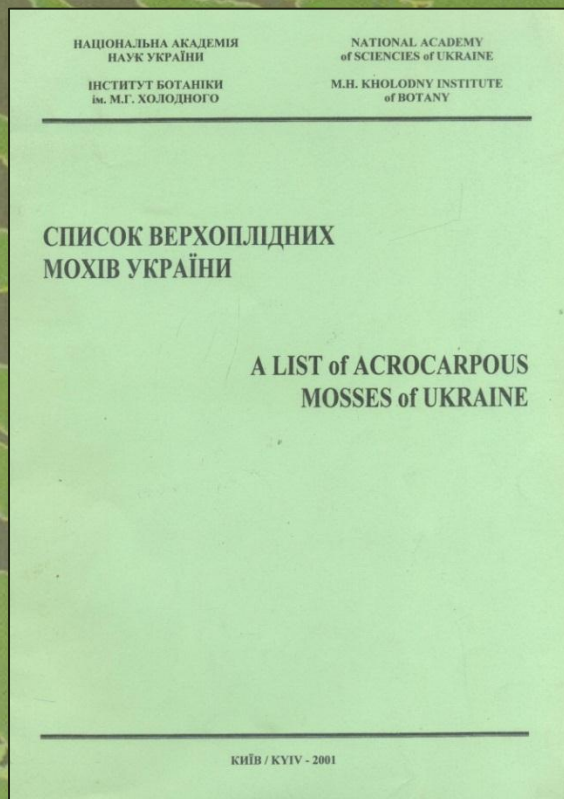 НАЦІОНАЛЬНА АКАДЕМІЯ
НАУК УКРАЇНИ
ІНСТИТУТ БОТАНІКИ
ім. М.Г. ХОЛОДНОГО
NATIONAL ACADEMY
of SCIENCIES of UKRAINE
M.H. KHOLODNY INSTITUTE
of BOTANY
СПИСОК ВЕРХОПЛІДНИХ
МОХІВ УКРАЇНИ
A LIST of ACROCARPOUS
MOSSES of UKRAINE
КИЇВ / KYIV - 2001